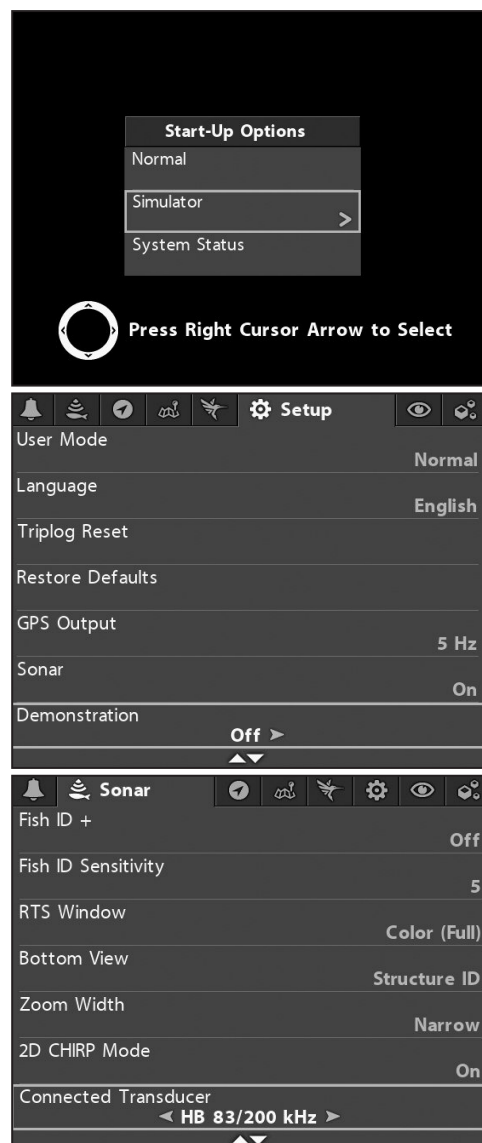 Start-Up Options
Normal
Simulator
>
System Status
Press Right Cursor Arrow to Select
Setup
User Mode
Normal
Language
English
Triplog Reset
Restore Defaults
GPS Output
5 Hz
Sonar
On
Demonstration
Off
Sonar
Fish ID +
Off
Fish ID Sensitivity
5
RTS Window
Color (Full)
Bottom View
Structure ID
Zoom Width
Narrow
2D CHIRP Mode
On
Connected Transducer
HB 83/200 kHz